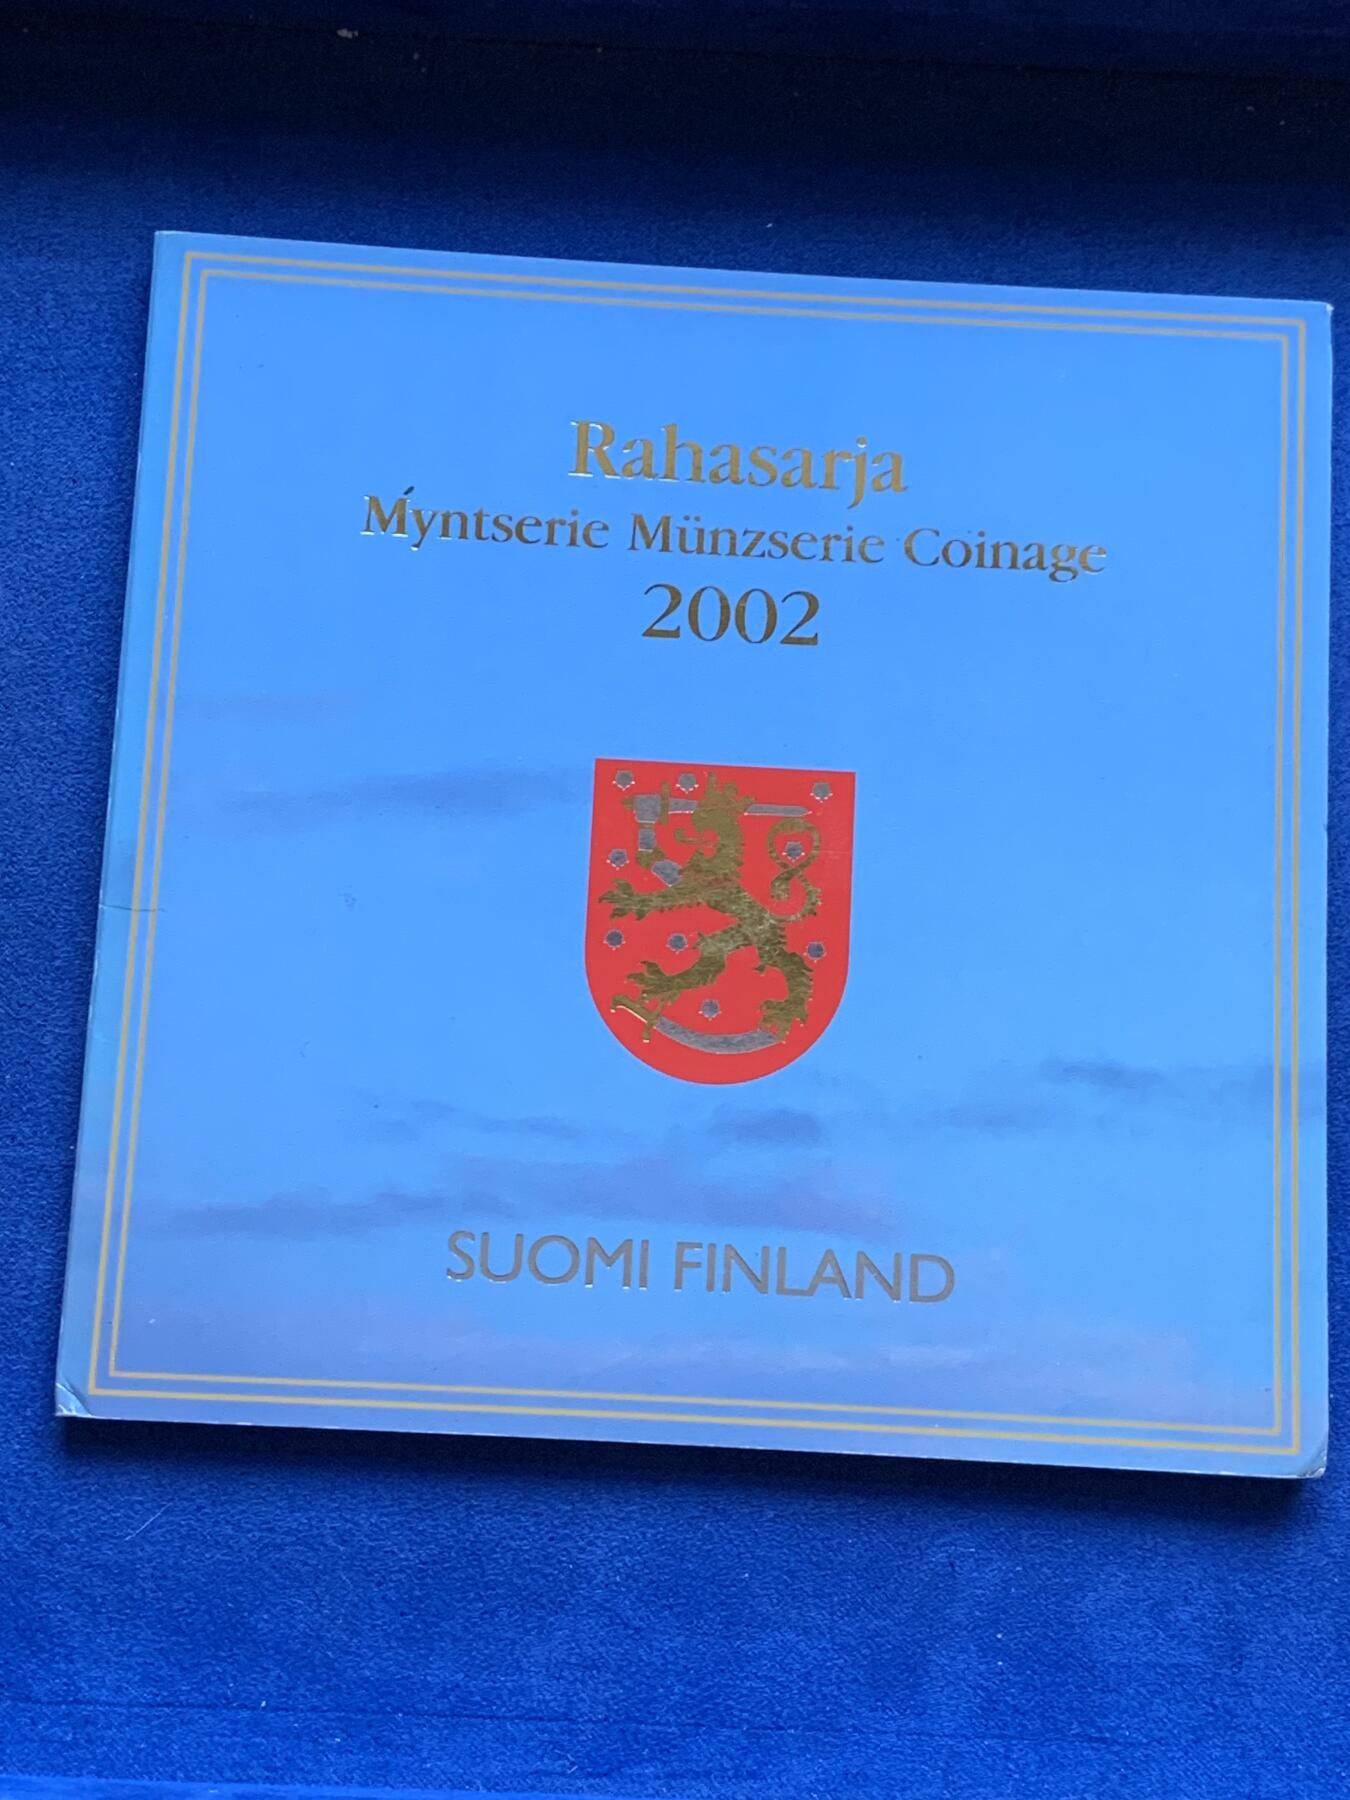 Rahasarja
Myntserie Münzserie Coinage
2002
SUOMI FINLAND